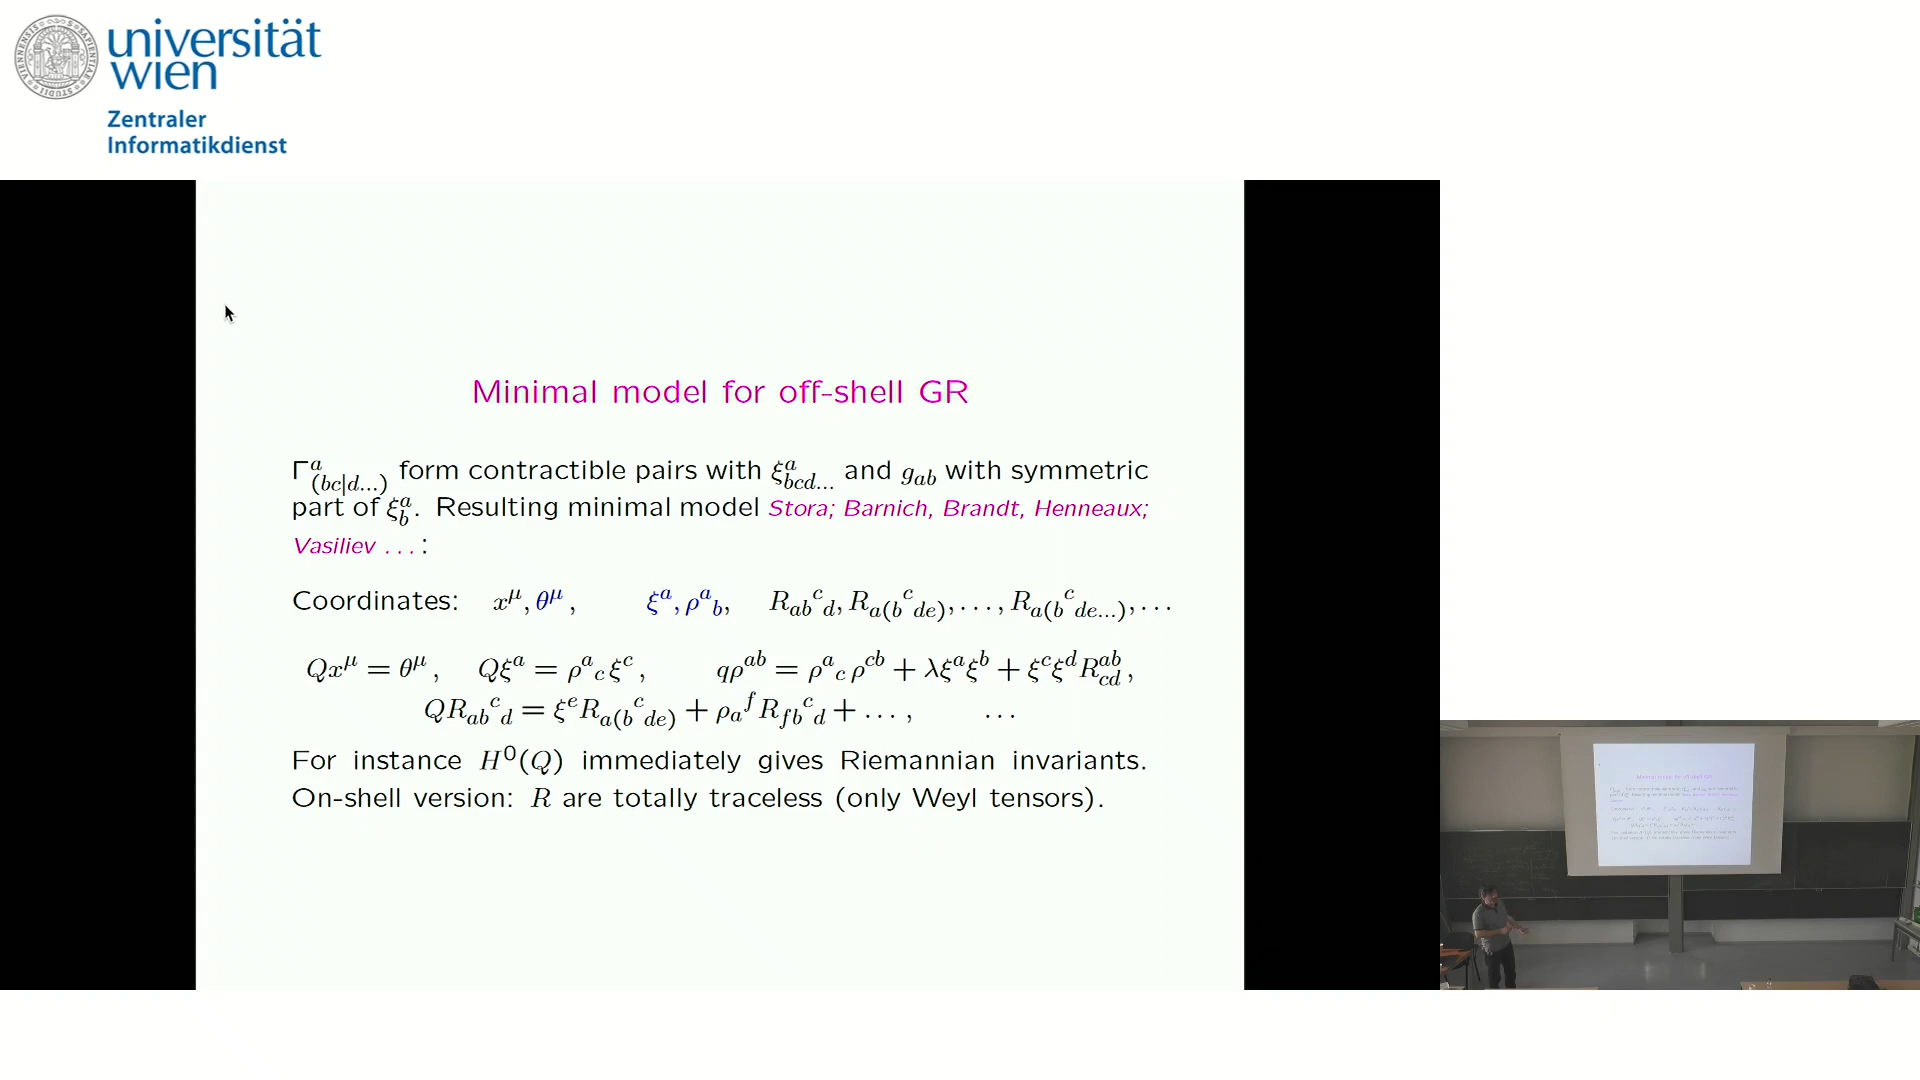 universität
wien
Zentraler
Informatikdienst
Minimal model for off-shell GR
Γ^a_{(bc|d...)} form contractible pairs with ξ^a_{bcd...} and g_{ab} with symmetric
part of ξ^a_b. Resulting minimal model Stora; Barnich, Brandt, Henneaux;
Vasiliev ...:
Coordinates: x^μ, θ^μ, ξ^a, ρ^a_b, R_{ab}^c_d, R_{a(b}^c_{de)}, ..., R_{a(b}^c_{de...)}, ...
Qx^μ = θ^μ, Qξ^a = ρ^a_c ξ^c, qρ^{ab} = ρ^a_c ρ^{cb} + λξ^aξ^b + ξ^cξ^d R^{ab}_{cd},
QR_{ab}^c_d = ξ^e R_{a(b}^c_{de)} + ρ_a^f R_{fb}^c_d + ..., ...
For instance H^0(Q) immediately gives Riemannian invariants.
On-shell version: R are totally traceless (only Weyl tensors).